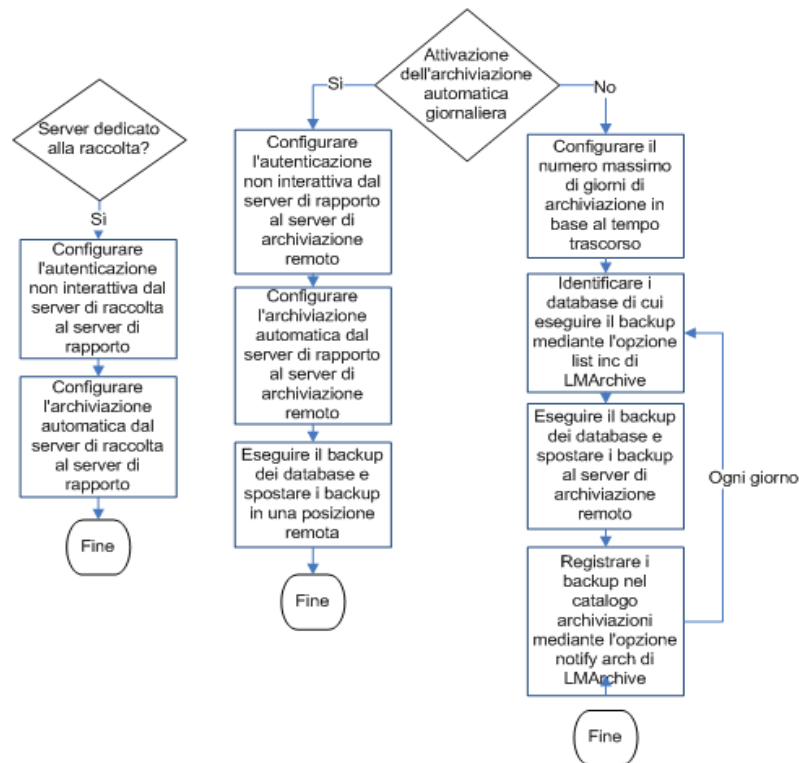 Server dedicato
alla raccolta?
Sì
Configurare
l'autenticazione
non interattiva dal
server di raccolta
al server di
rapporto
Configurare
l'archiviazione
automatica dal
server di raccolta
al server di
rapporto
Fine
Attivazione
dell'archiviazione
automatica
giornaliera
Sì
Configurare
l'autenticazione
non interattiva dal
server di rapporto
al server di
archiviazione
remoto
Configurare
l'archiviazione
automatica dal
server di rapporto
al server di
archiviazione
remoto
Eseguire il backup
dei database e
spostare i backup
in una posizione
remota
Fine
No
Configurare il
numero massimo
di giorni di
archiviazione in
base al tempo
trascorso
Identificare i
database di cui
eseguire il backup
mediante l'opzione
list inc di
LMArchive
Eseguire il backup
dei database e
spostare i backup
al server di
archiviazione
remoto
Ogni giorno
Registrare i
backup nel
catalogo
archiviazioni
mediante l'opzione
notify arch di
LMArchive
Fine